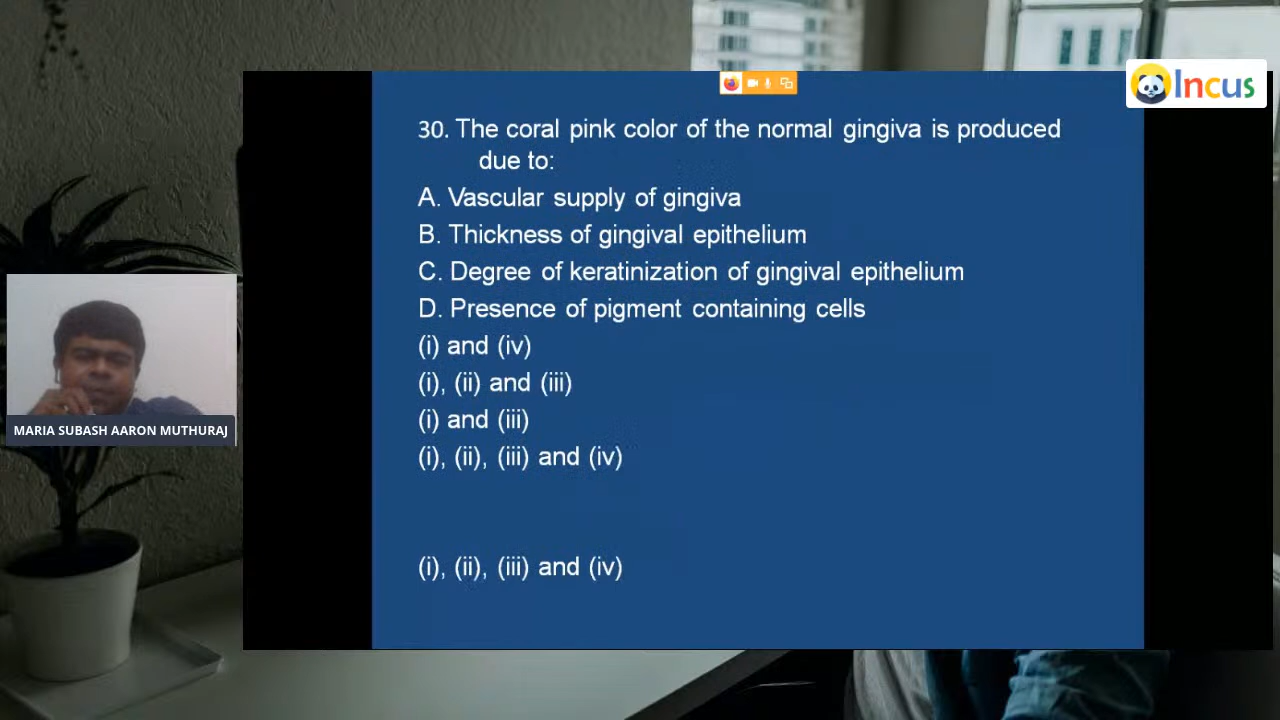 Incus
30. The coral pink color of the normal gingiva is produced
due to:
A. Vascular supply of gingiva
B. Thickness of gingival epithelium
C. Degree of keratinization of gingival epithelium
D. Presence of pigment containing cells
(i) and (iv)
(i), (ii) and (iii)
(i) and (iii)
(i), (ii), (iii) and (iv)
MARIA SUBASH AARON MUTHURAJ
(i), (ii), (iii) and (iv)